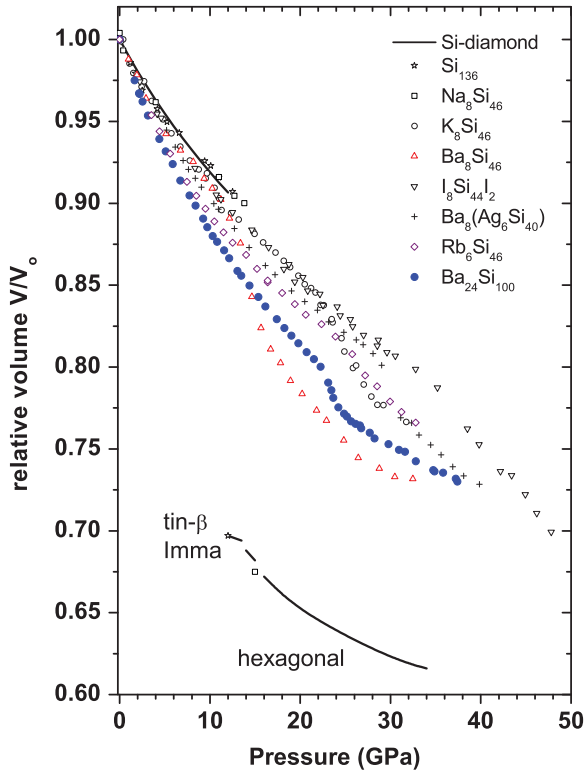 relative volume V/Vo
1.00
0.95
0.90
0.85
0.80
0.75
0.70
0.65
0.60
Si-diamond
Si136
Na8Si46
K8Si46
Ba8Si46
I8Si44I2
Ba8(Ag6Si40)
Rb6Si46
Ba24Si100
tin-β
Imma
hexagonal
0 10 20 30 40 50
Pressure (GPa)